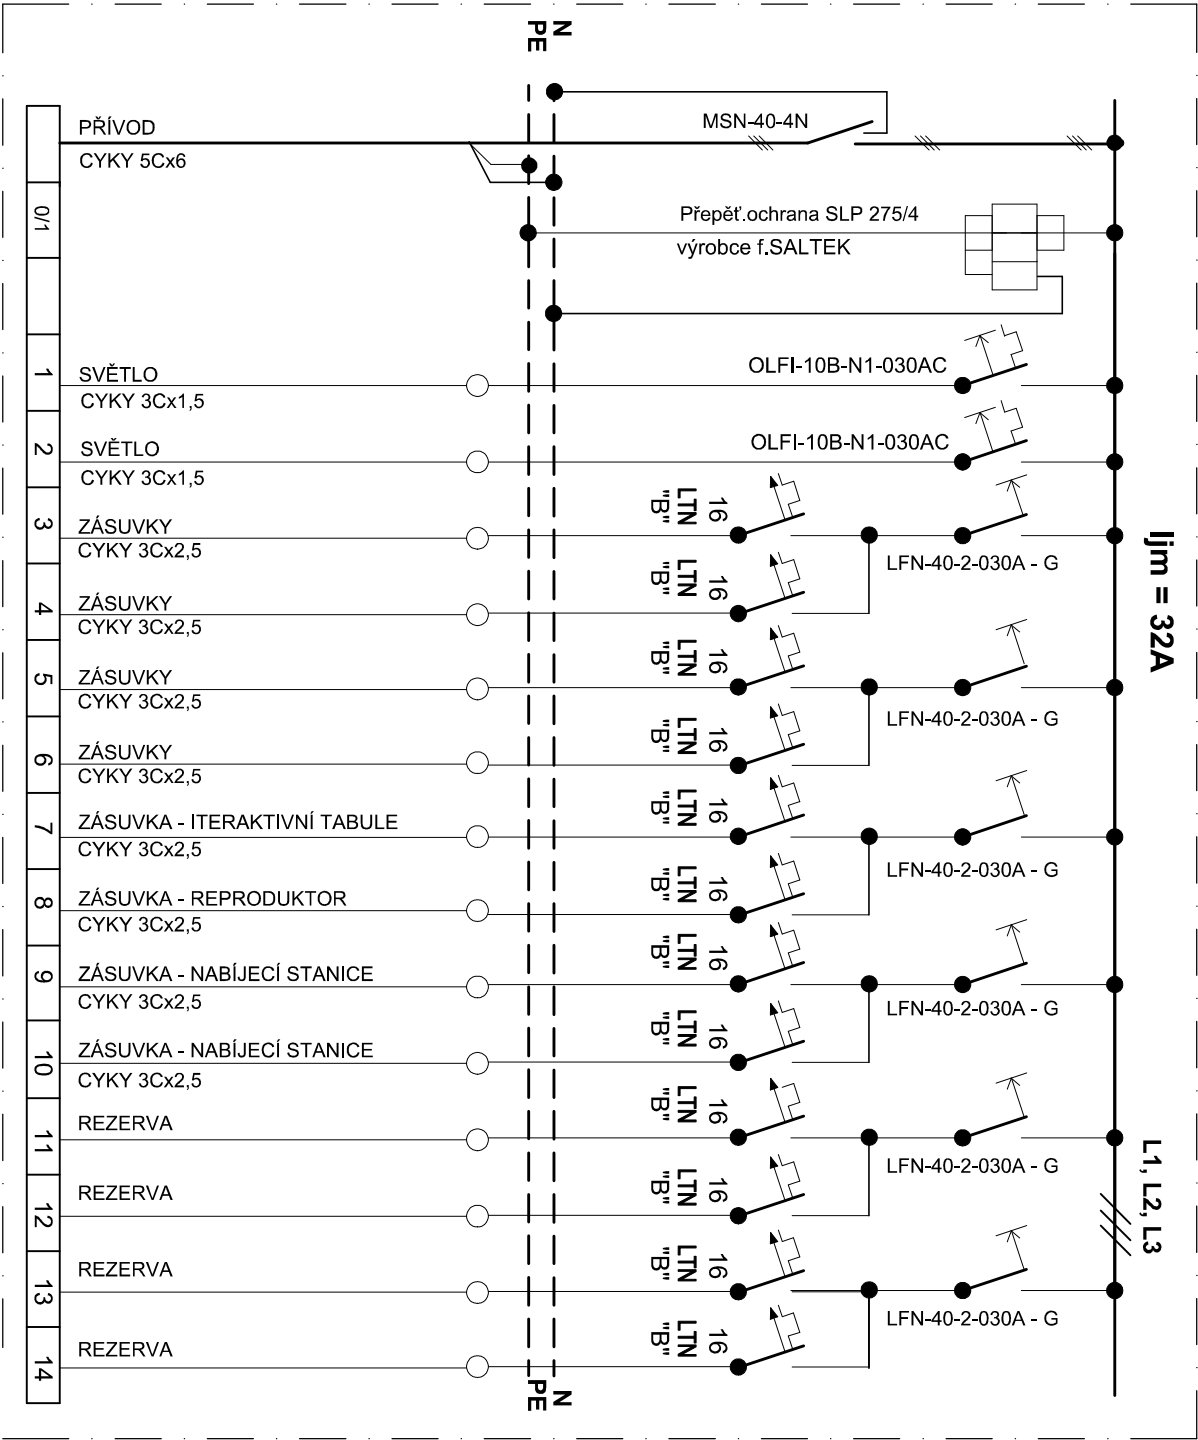 N
PE
PŘÍVOD
CYKY 5Cx6
MSN-40-4N
0/1
Přepěť.ochrana SLP 275/4
výrobce f.SALTEK
1
SVĚTLO
CYKY 3Cx1,5
OLFI-10B-N1-030AC
2
SVĚTLO
CYKY 3Cx1,5
OLFI-10B-N1-030AC
3
ZÁSUVKY
CYKY 3Cx2,5
16
LTN
"B"
LFN-40-2-030A - G
4
ZÁSUVKY
CYKY 3Cx2,5
16
LTN
"B"
5
ZÁSUVKY
CYKY 3Cx2,5
16
LTN
"B"
LFN-40-2-030A - G
6
ZÁSUVKY
CYKY 3Cx2,5
16
LTN
"B"
7
ZÁSUVKA - ITERAKTIVNÍ TABULE
CYKY 3Cx2,5
16
LTN
"B"
LFN-40-2-030A - G
8
ZÁSUVKA - REPRODUKTOR
CYKY 3Cx2,5
16
LTN
"B"
9
ZÁSUVKA - NABÍJECÍ STANICE
CYKY 3Cx2,5
16
LTN
"B"
LFN-40-2-030A - G
10
ZÁSUVKA - NABÍJECÍ STANICE
CYKY 3Cx2,5
16
LTN
"B"
11
REZERVA
16
LTN
"B"
LFN-40-2-030A - G
12
REZERVA
16
LTN
"B"
13
REZERVA
16
LTN
"B"
LFN-40-2-030A - G
14
REZERVA
16
LTN
"B"
N
PE
Ijm = 32A
L1, L2, L3